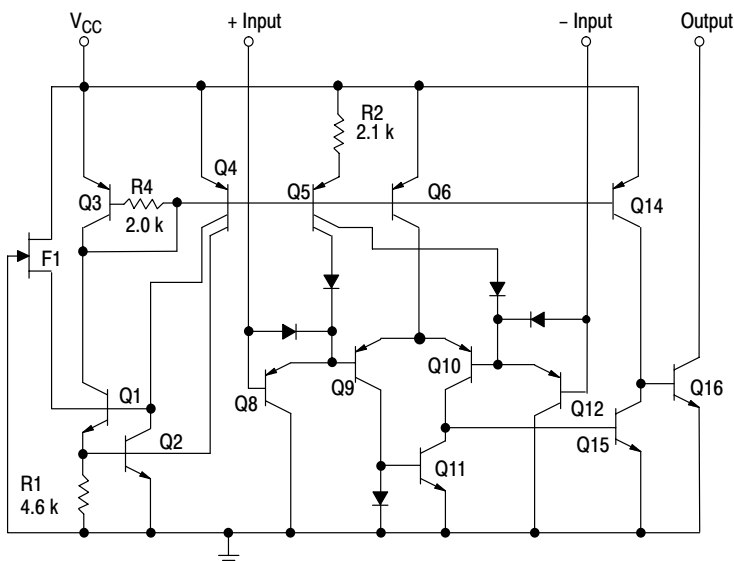 VCC
+ Input
– Input
Output
R2
2.1 k
Q4
R4
Q5
Q6
Q3
2.0 k
Q14
F1
Q1
Q8
Q9
Q10
Q12
Q16
Q2
Q11
Q15
R1
4.6 k